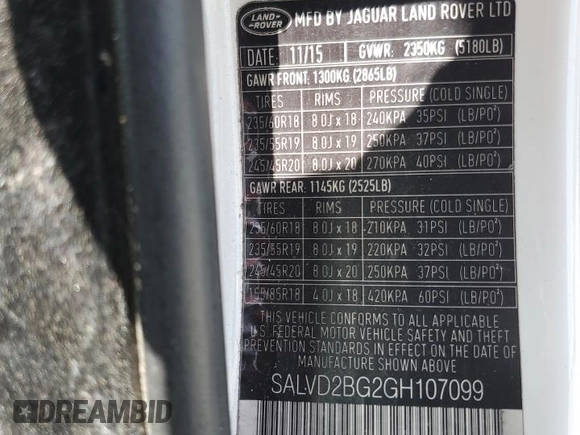 LAND ROVER MFD BY JAGUAR LAND ROVER LTD
DATE: 11/15 GVWR: 2350KG (5180LB)
GAWR FRONT: 1300KG (2865LB)
TIRES RIMS PRESSURE (COLD SINGLE)
235/60R18 8.0J x 18 240KPA 35PSI (LB/PO²)
235/55R19 8.0J x 19 250KPA 37PSI (LB/PO²)
245/45R20 8.0J x 20 270KPA 40PSI (LB/PO²)
GAWR REAR: 1145KG (2525LB)
TIRES RIMS PRESSURE (COLD SINGLE)
235/60R18 8.0J x 18 210KPA 31PSI (LB/PO²)
235/55R19 8.0J x 19 220KPA 32PSI (LB/PO²)
245/45R20 8.0J x 20 250KPA 37PSI (LB/PO²)
155/85R18 4.0J x 18 420KPA 60PSI (LB/PO²)
THIS VEHICLE CONFORMS TO ALL APPLICABLE
U.S. FEDERAL MOTOR VEHICLE SAFETY AND THEFT
PREVENTION STANDARDS IN EFFECT ON THE DATE OF
MANUFACTURE SHOWN ABOVE
SALVD2BG2GH107099
DREAMBID